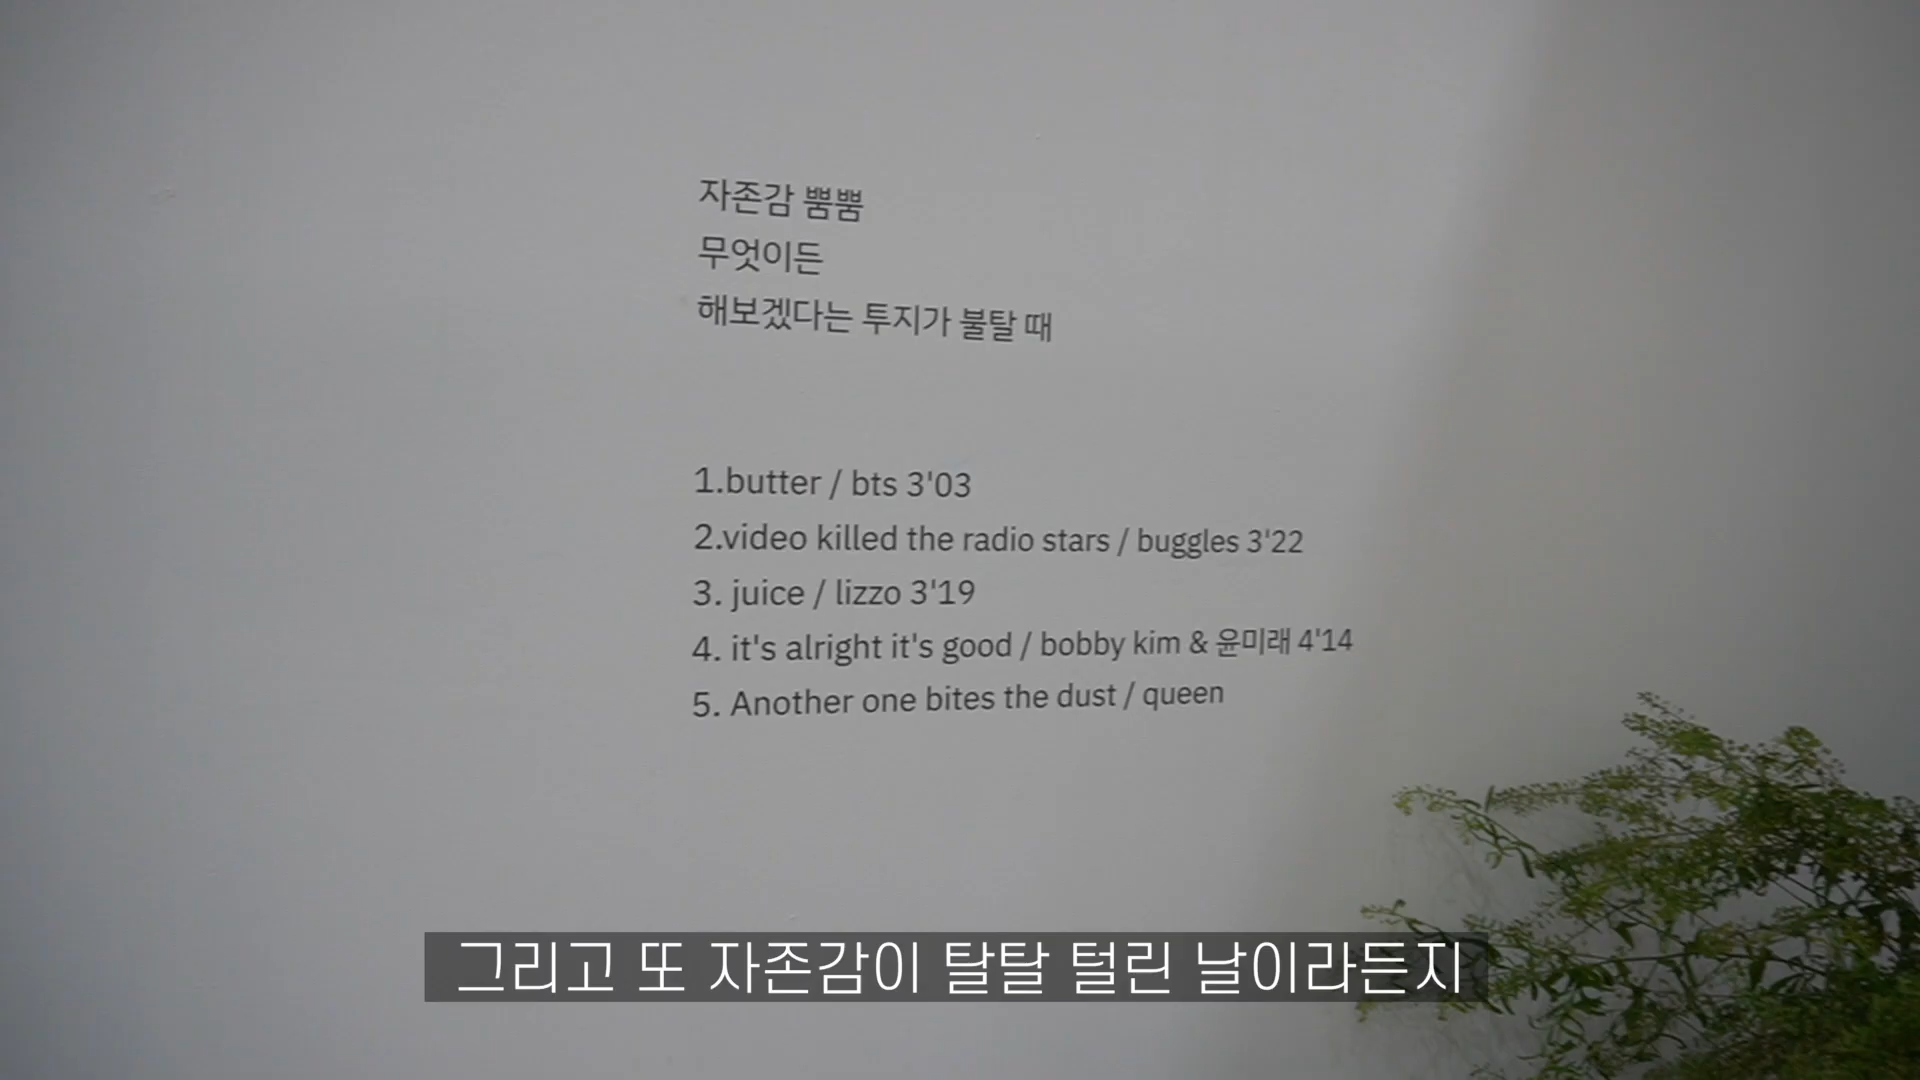 자존감 뿜뿜
무엇이든
해보겠다는 투지가 불탈 때
1.butter / bts 3'03
2.video killed the radio stars / buggles 3'22
3. juice / lizzo 3'19
4. it's alright it's good / bobby kim & 윤미래 4'14
5. Another one bites the dust / queen
그리고 또 자존감이 탈탈 털린 날이라든지